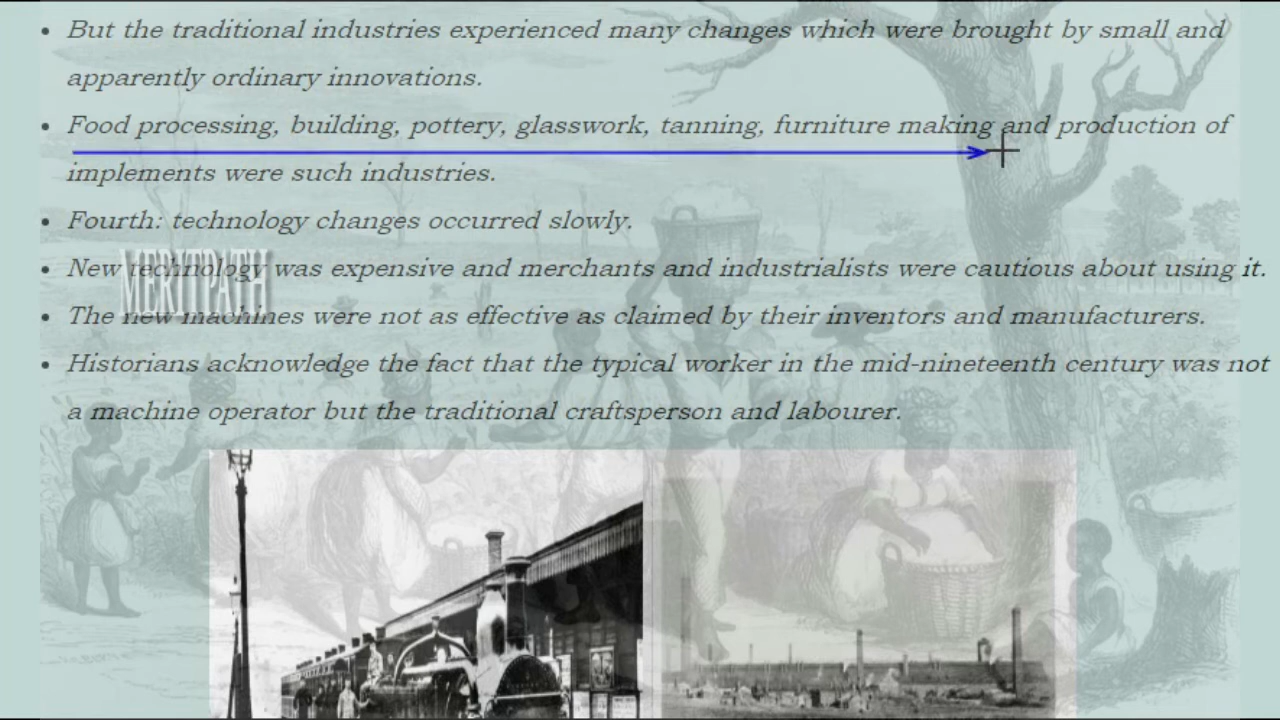 • But the traditional industries experienced many changes which were brought by small and
apparently ordinary innovations.
• Food processing, building, pottery, glasswork, tanning, furniture making and production of
implements were such industries.
• Fourth: technology changes occurred slowly.
• New technology was expensive and merchants and industrialists were cautious about using it.
MERITPATH
• The new machines were not as effective as claimed by their inventors and manufacturers.
• Historians acknowledge the fact that the typical worker in the mid-nineteenth century was not
a machine operator but the traditional craftsperson and labourer.